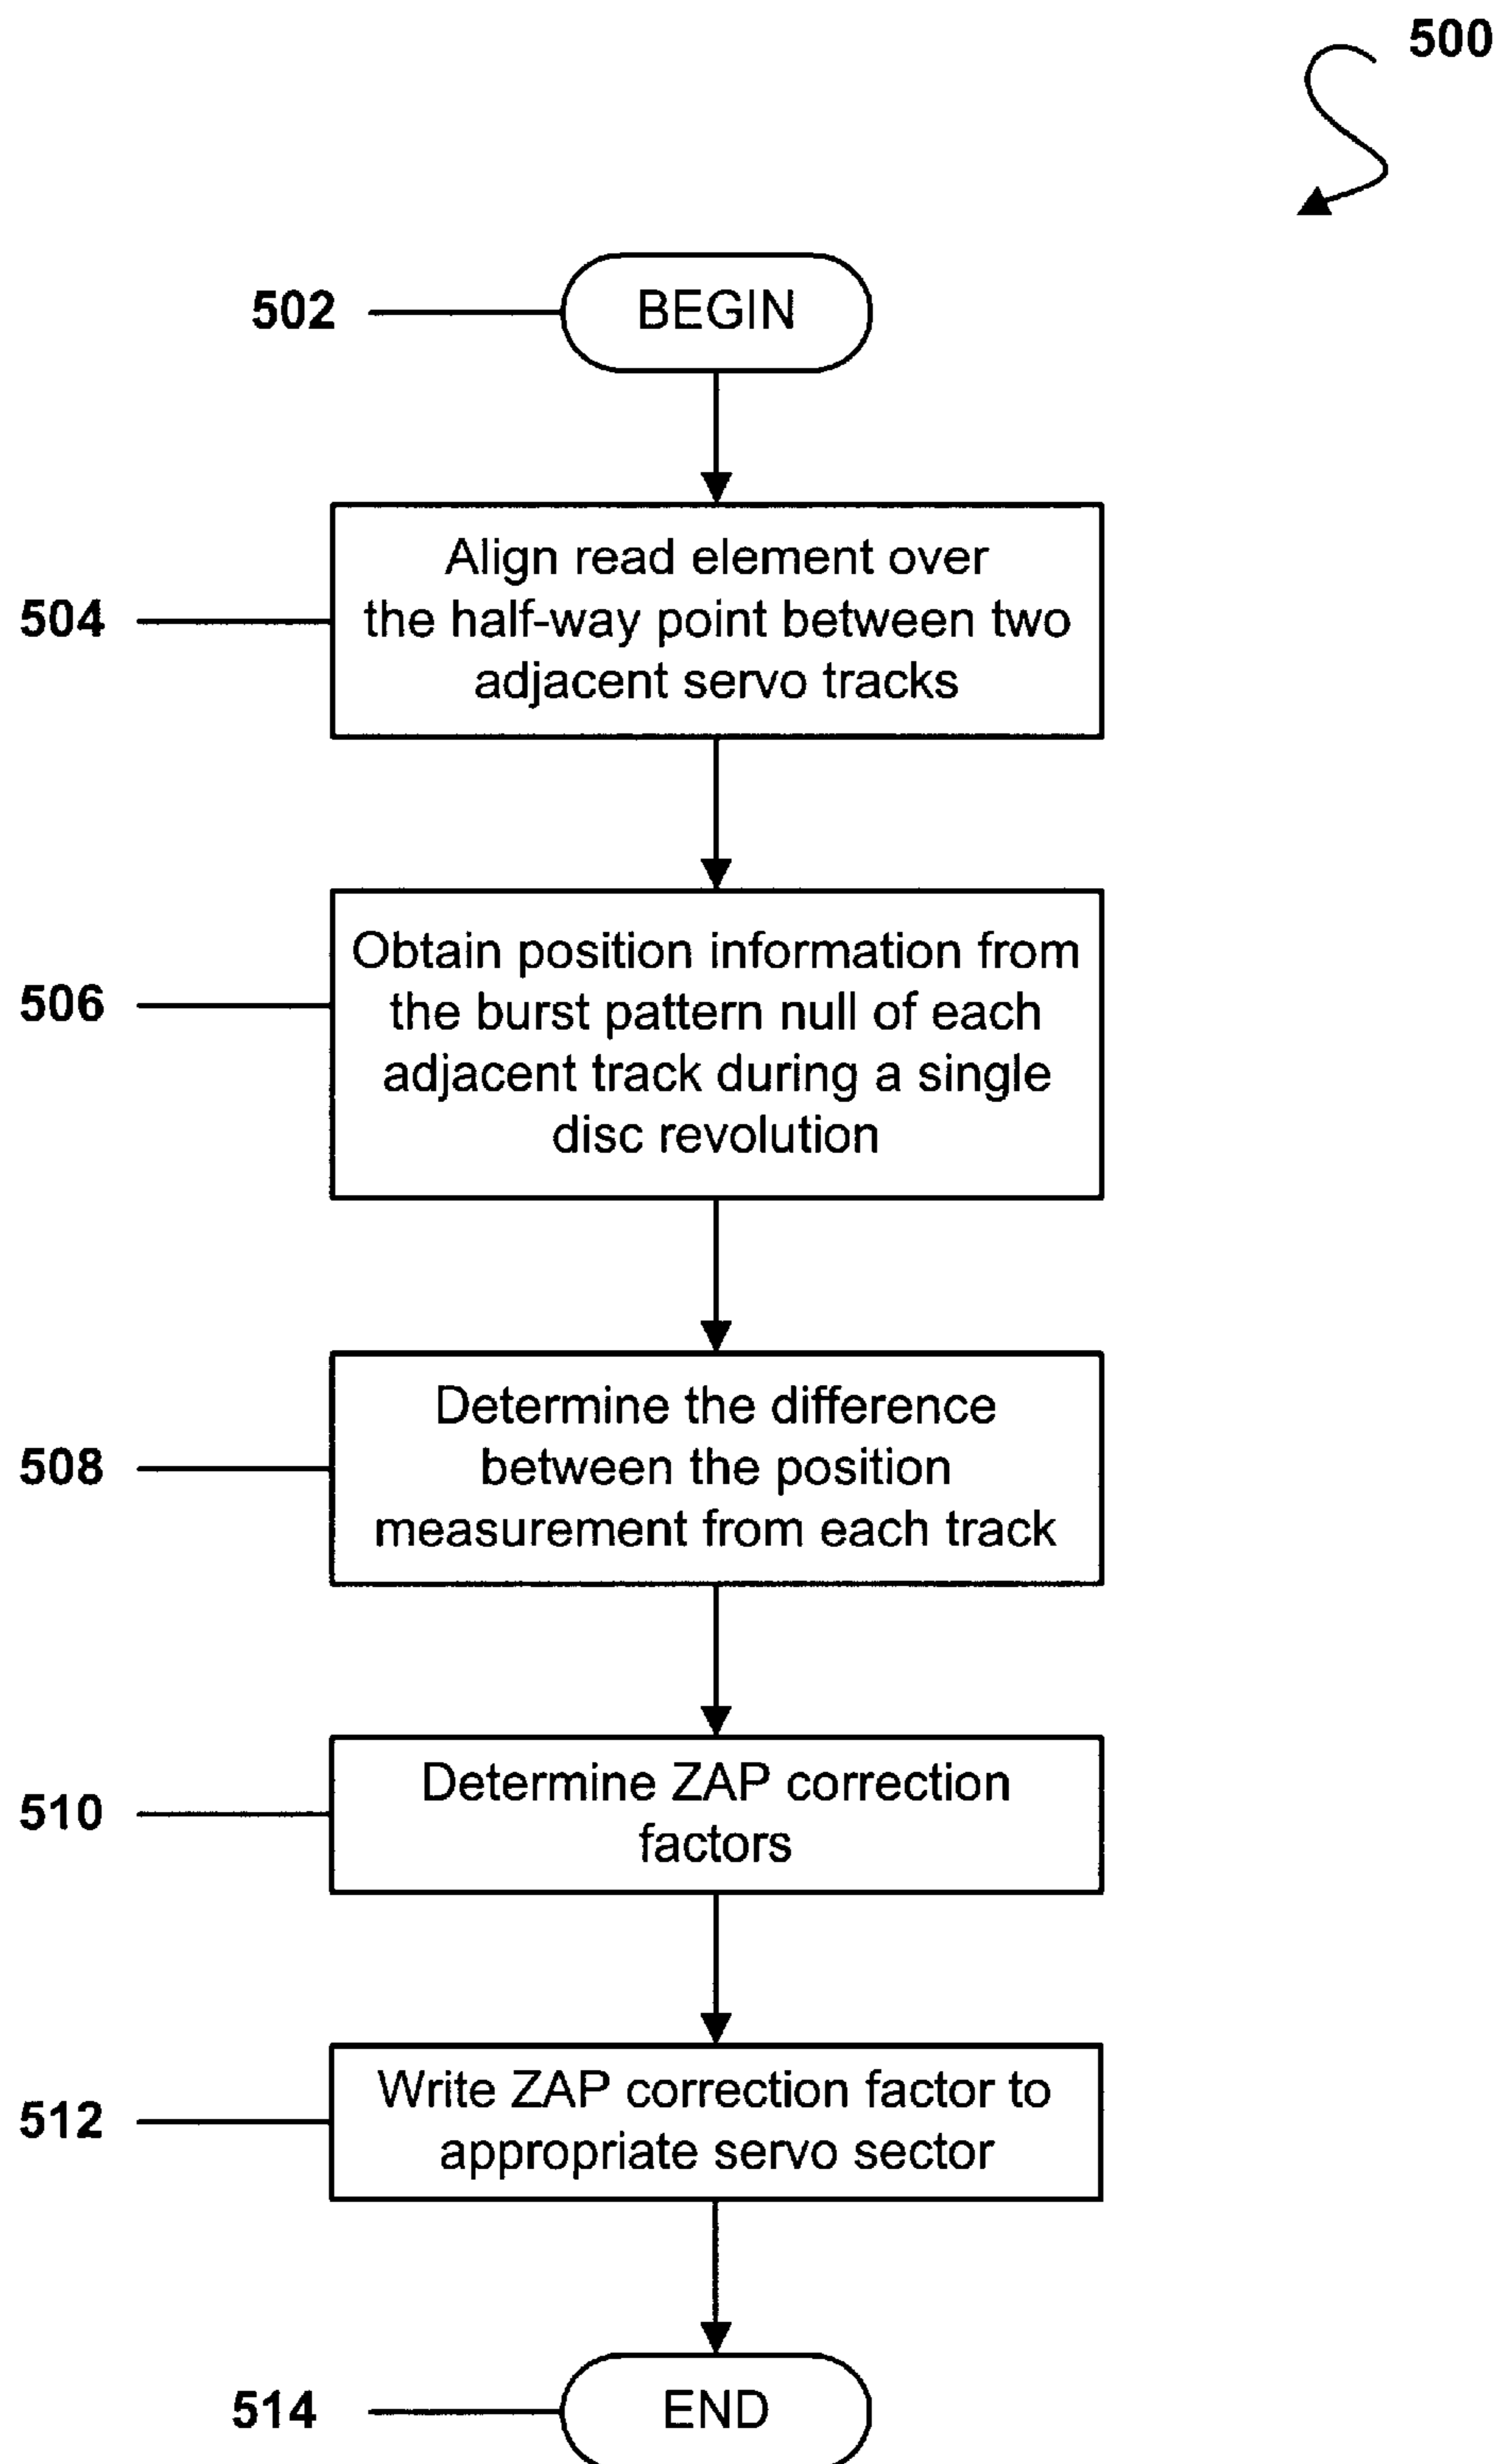 500
502
BEGIN
504
Align read element over
the half-way point between two
adjacent servo tracks
506
Obtain position information from
the burst pattern null of each
adjacent track during a single
disc revolution
508
Determine the difference
between the position
measurement from each track
510
Determine ZAP correction
factors
512
Write ZAP correction factor to
appropriate servo sector
514
END